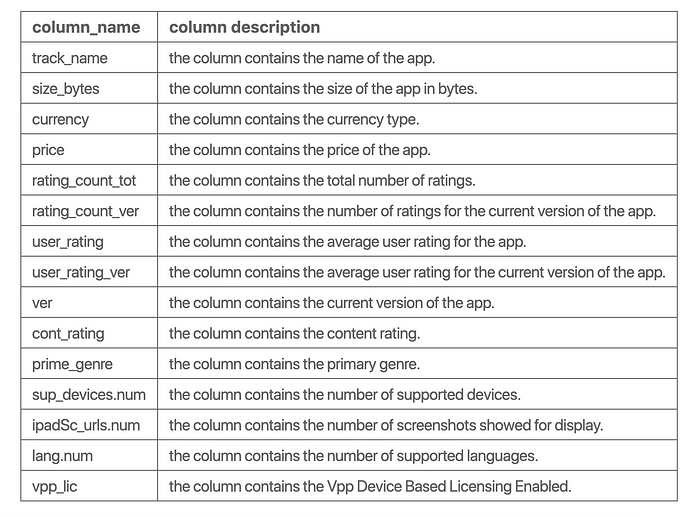 column_name column description
track_name the column contains the name of the app.
size_bytes the column contains the size of the app in bytes.
currency the column contains the currency type.
price the column contains the price of the app.
rating_count_tot the column contains the total number of ratings.
rating_count_ver the column contains the number of ratings for the current version of the app.
user_rating the column contains the average user rating for the app.
user_rating_ver the column contains the average user rating for the current version of the app.
ver the column contains the current version of the app.
cont_rating the column contains the content rating.
prime_genre the column contains the primary genre.
sup_devices.num the column contains the number of supported devices.
ipadSc_urls.num the column contains the number of screenshots showed for display.
lang.num the column contains the number of supported languages.
vpp_lic the column contains the Vpp Device Based Licensing Enabled.